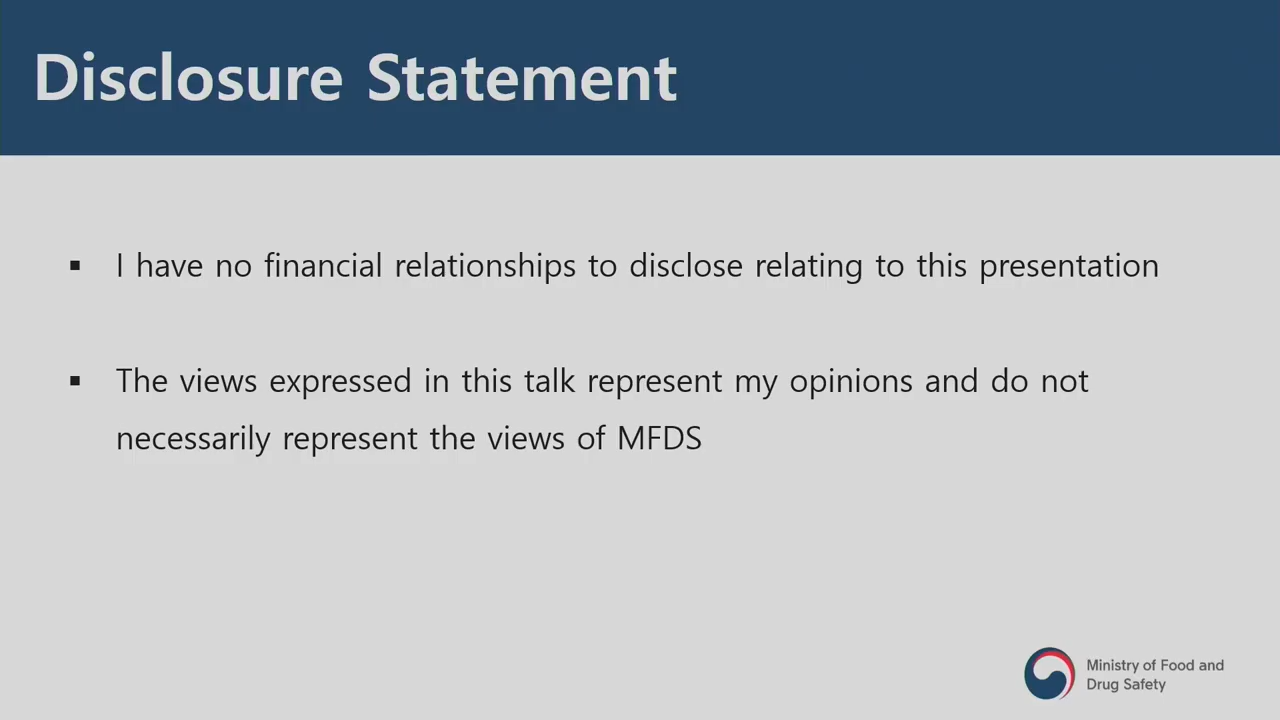 Disclosure Statement
▪ I have no financial relationships to disclose relating to this presentation
▪ The views expressed in this talk represent my opinions and do not
necessarily represent the views of MFDS
Ministry of Food and
Drug Safety